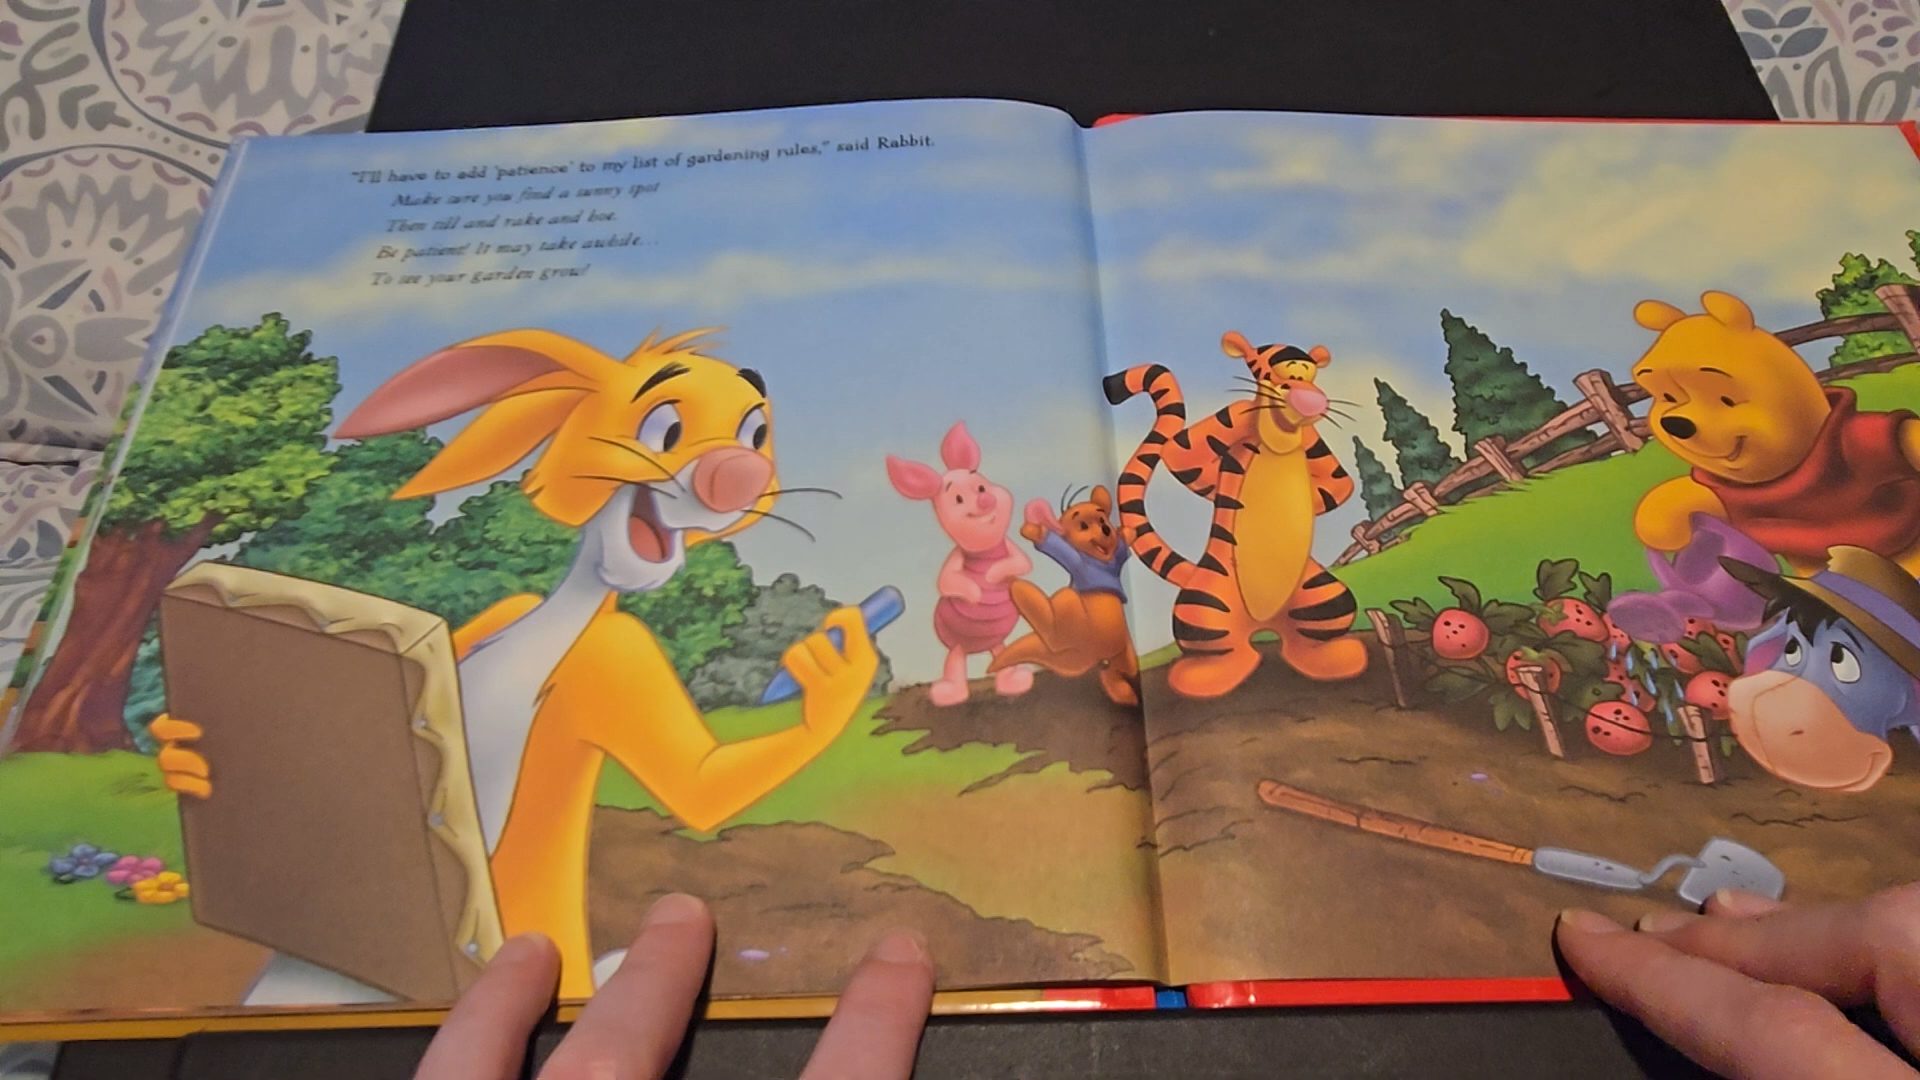 "I'll have to add 'patience' to my list of gardening rules," said Rabbit.
Make sure you find a sunny spot
Then till and rake and hoe.
Be patient! It may take awhile...
To see your garden grow!